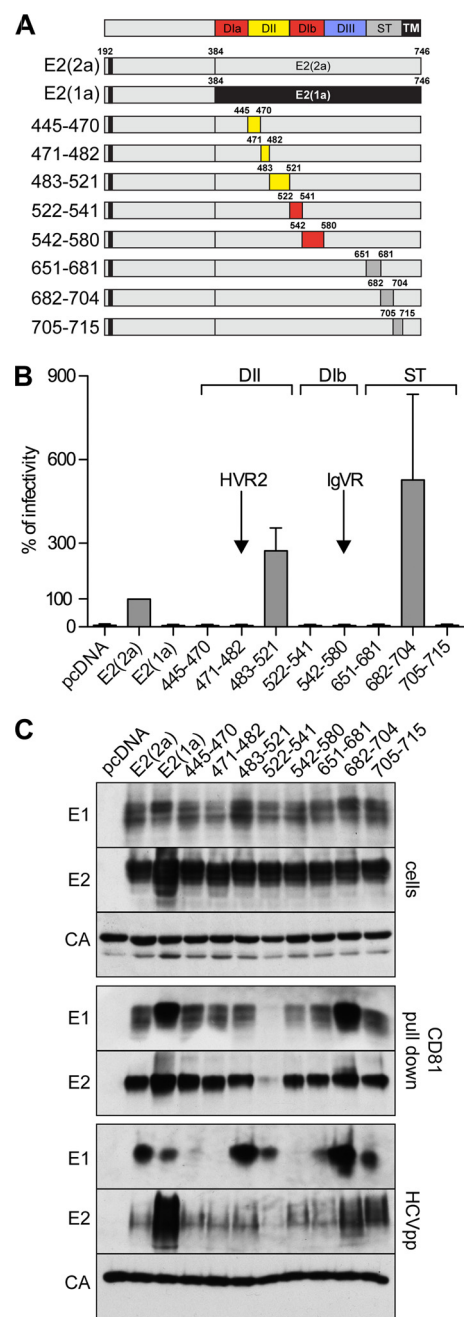 A
DIa DII DIb DIII ST TM
192 384 746
E2(2a) E2(2a)
384 746
E2(1a) E2(1a)
445 470
445-470
471 482
471-482
483 521
483-521
522 541
522-541
542 580
542-580
651 681
651-681
682 704
682-704
705 715
705-715
B
900
600
300
100
0
% of infectivity
DII DIb ST
HVR2 IgVR
pcDNA E2(2a) E2(1a) 445-470 471-482 483-521 522-541 542-580 651-681 682-704 705-715
C
pcDNA E2(2a) E2(1a) 445-470 471-482 483-521 522-541 542-580 651-681 682-704 705-715
E1
E2
CA
cells
E1
E2
CD81
pull down
E1
E2
CA
HCVpp